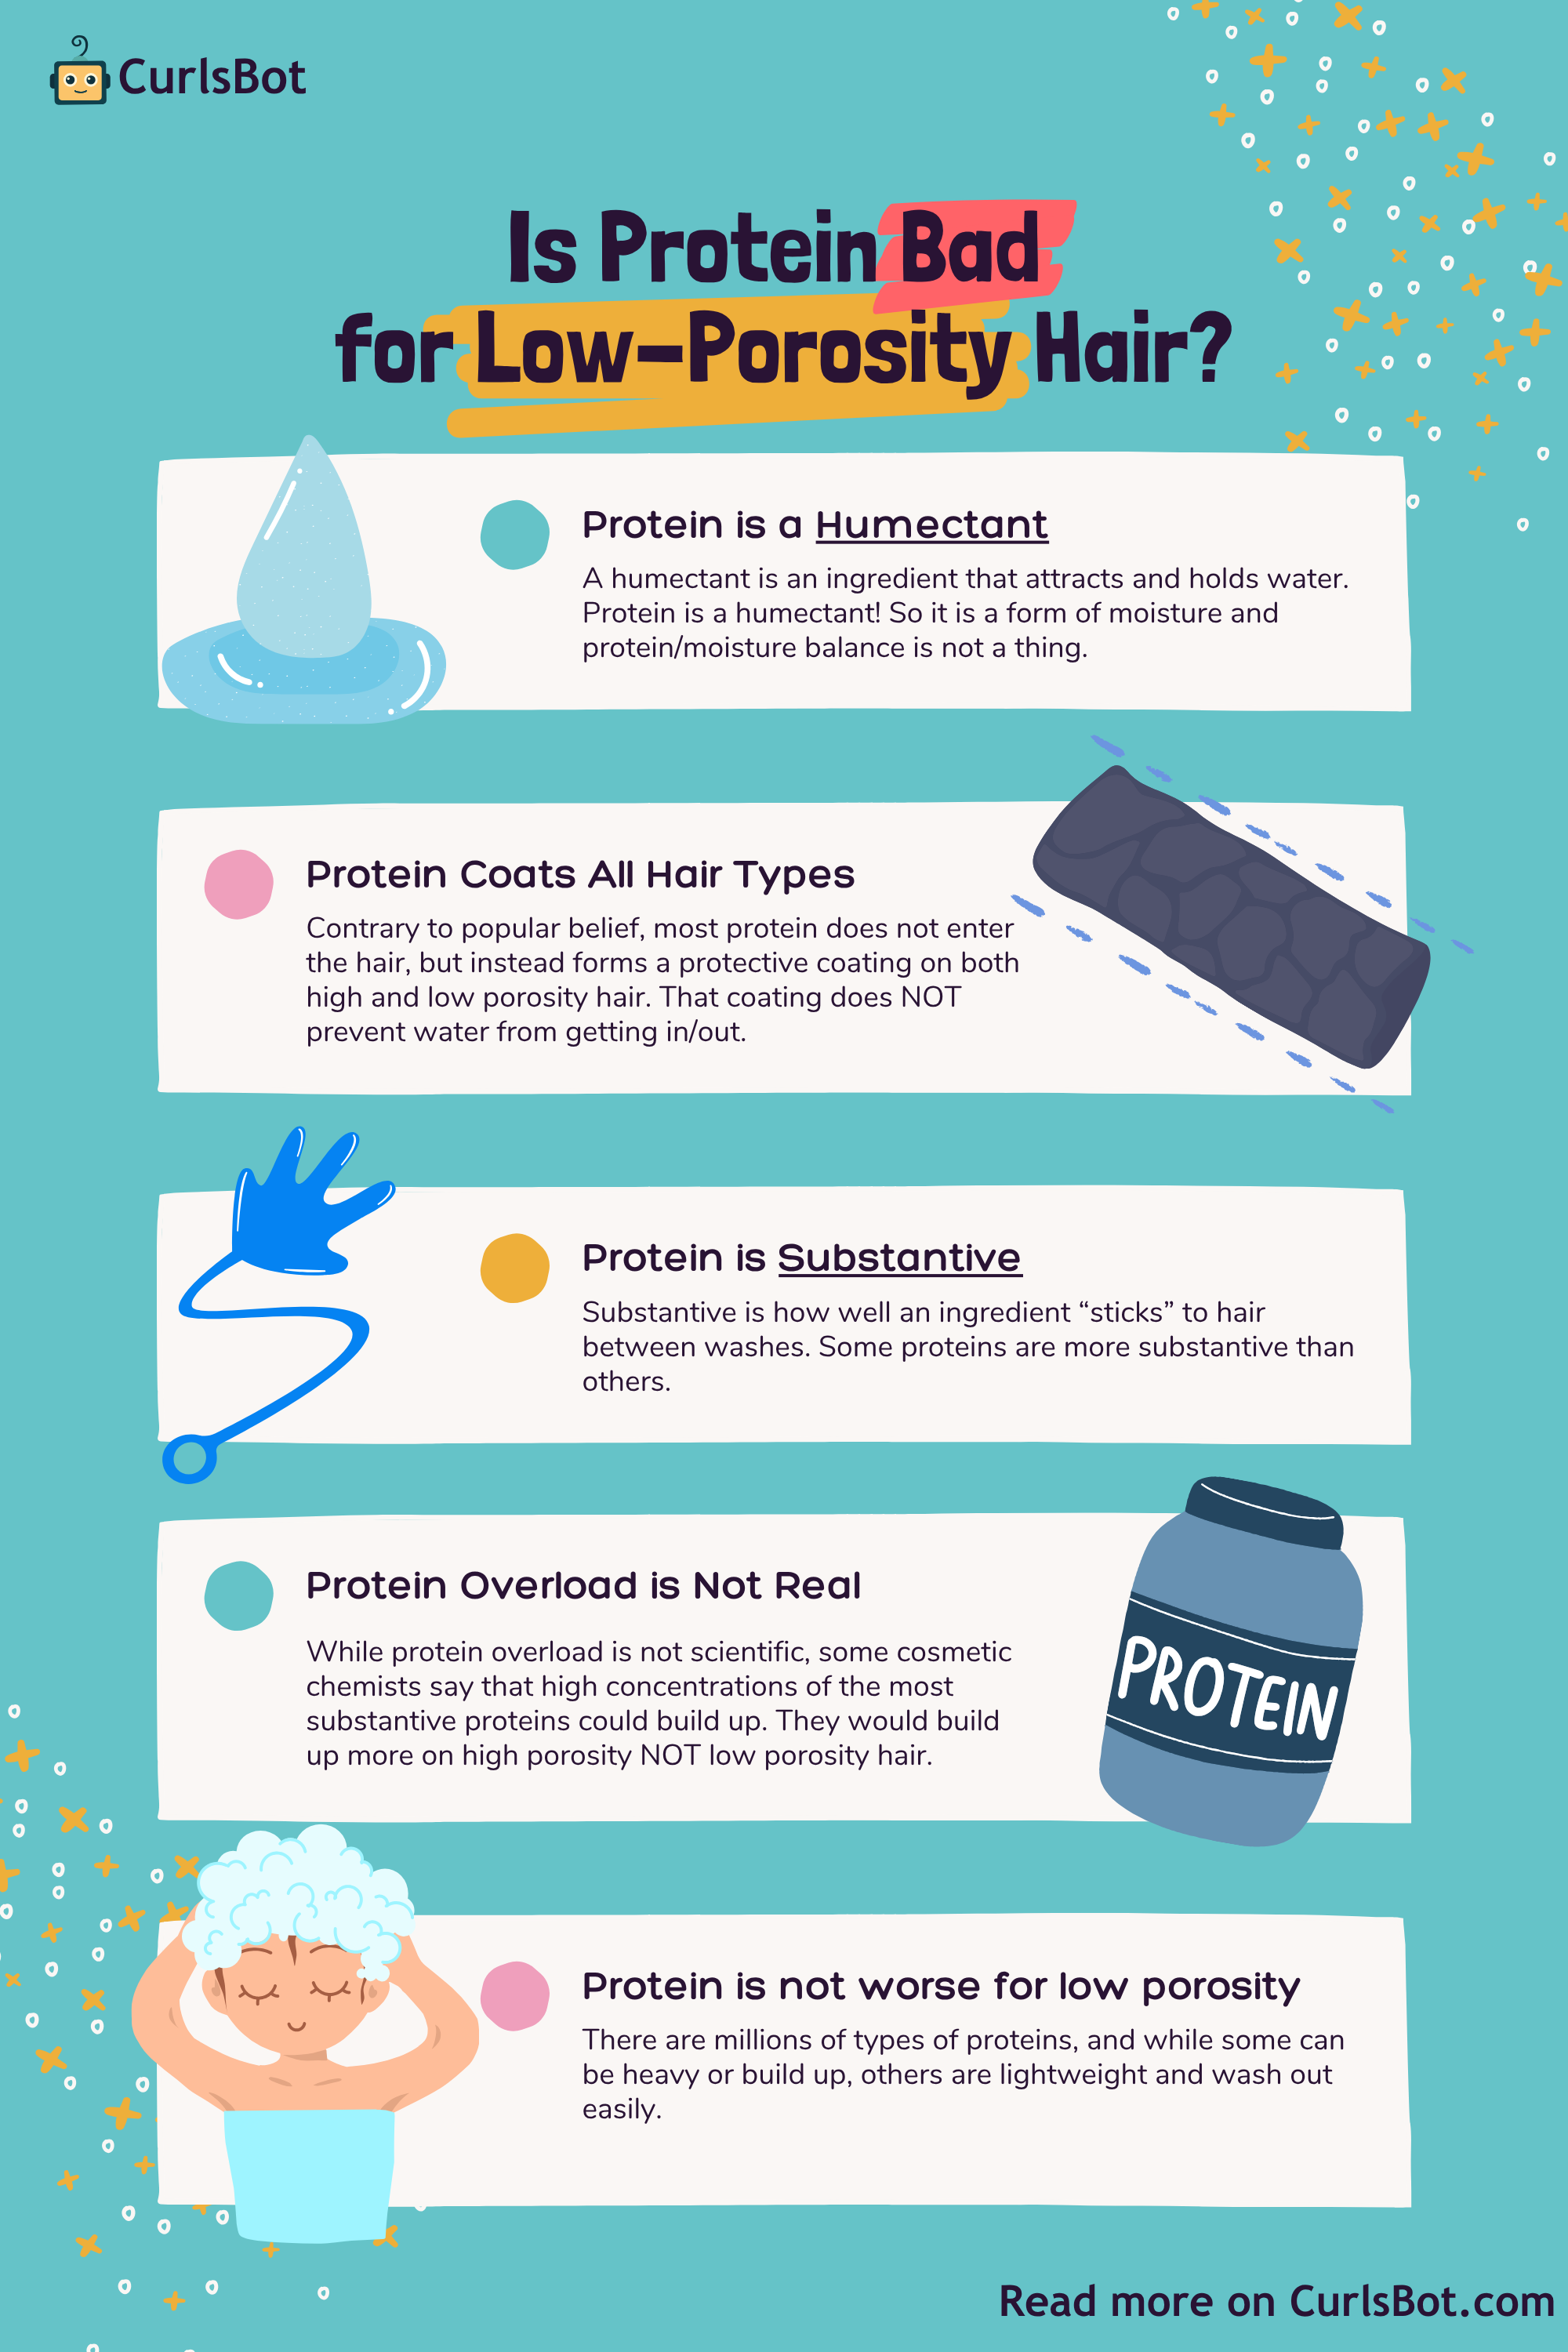 CurlsBot
Is Protein Bad
for Low-Porosity Hair?
Protein is a Humectant
A humectant is an ingredient that attracts and holds water.
Protein is a humectant! So it is a form of moisture and
protein/moisture balance is not a thing.
Protein Coats All Hair Types
Contrary to popular belief, most protein does not enter
the hair, but instead forms a protective coating on both
high and low porosity hair. That coating does NOT
prevent water from getting in/out.
Protein is Substantive
Substantive is how well an ingredient “sticks” to hair
between washes. Some proteins are more substantive than
others.
Protein Overload is Not Real
While protein overload is not scientific, some cosmetic
chemists say that high concentrations of the most
substantive proteins could build up. They would build
up more on high porosity NOT low porosity hair.
PROTEIN
Protein is not worse for low porosity
There are millions of types of proteins, and while some can
be heavy or build up, others are lightweight and wash out
easily.
Read more on CurlsBot.com